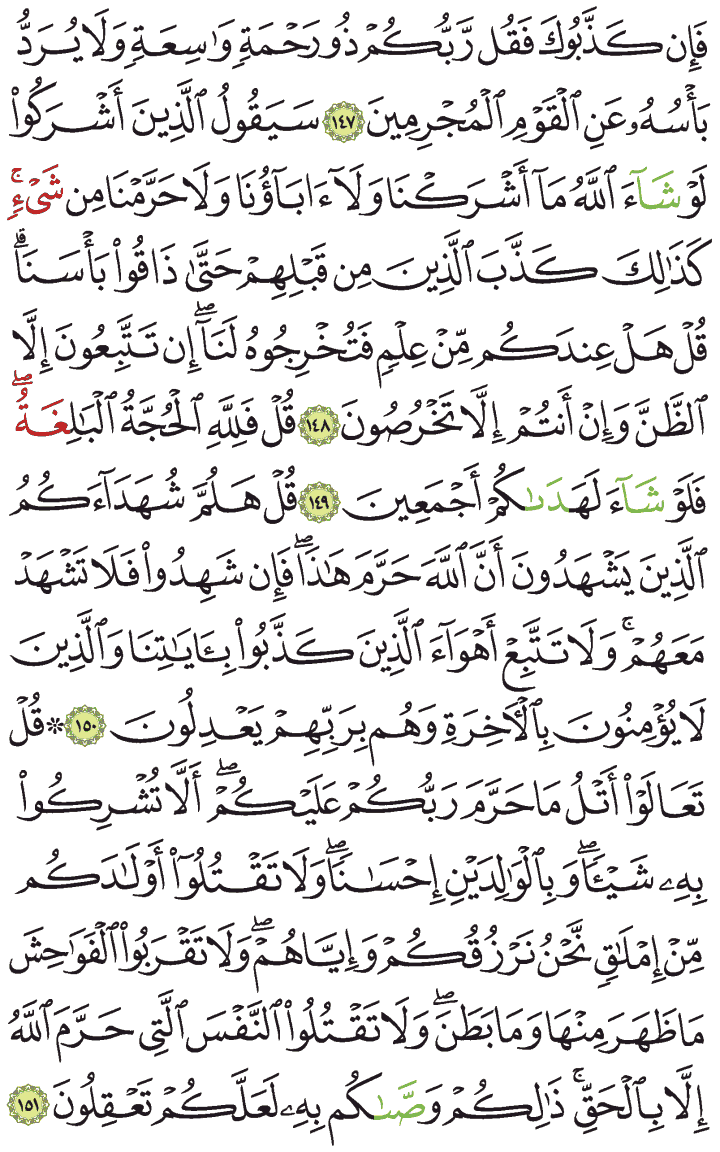 فَإِن كَذَّبُوكَ فَقُل رَّبُّكُمْ ذُو رَحْمَةٍ وَٰسِعَةٍ وَلَا يُرَدُّ
بَأْسُهُۥ عَنِ ٱلْقَوْمِ ٱلْمُجْرِمِينَ ١٤٧ سَيَقُولُ ٱلَّذِينَ أَشْرَكُوا۟
لَوْ شَآءَ ٱللَّهُ مَآ أَشْرَكْنَا وَلَآ ءَابَآؤُنَا وَلَا حَرَّمْنَا مِن شَىْءٍۚ
كَذَٰلِكَ كَذَّبَ ٱلَّذِينَ مِن قَبْلِهِمْ حَتَّىٰ ذَاقُوا۟ بَأْسَنَاۗ
قُلْ هَلْ عِندَكُم مِّنْ عِلْمٍ فَتُخْرِجُوهُ لَنَآۖ إِن تَتَّبِعُونَ إِلَّا
ٱلظَّنَّ وَإِنْ أَنتُمْ إِلَّا تَخْرُصُونَ ١٤٨ قُلْ فَلِلَّهِ ٱلْحُجَّةُ ٱلْبَٰلِغَةُۖ
فَلَوْ شَآءَ لَهَدَىٰكُمْ أَجْمَعِينَ ١٤٩ قُلْ هَلُمَّ شُهَدَآءَكُمُ
ٱلَّذِينَ يَشْهَدُونَ أَنَّ ٱللَّهَ حَرَّمَ هَٰذَاۖ فَإِن شَهِدُوا۟ فَلَا تَشْهَدْ
مَعَهُمْۚ وَلَا تَتَّبِعْ أَهْوَآءَ ٱلَّذِينَ كَذَّبُوا۟ بِـَٔايَٰتِنَا وَٱلَّذِينَ
لَا يُؤْمِنُونَ بِٱلْـَٔاخِرَةِ وَهُم بِرَبِّهِمْ يَعْدِلُونَ ١٥٠ ۞ قُلْ
تَعَالَوْا۟ أَتْلُ مَا حَرَّمَ رَبُّكُمْ عَلَيْكُمْۖ أَلَّا تُشْرِكُوا۟
بِهِۦ شَيْـًٔاۖ وَبِٱلْوَٰلِدَيْنِ إِحْسَٰنًاۖ وَلَا تَقْتُلُوٓا۟ أَوْلَٰدَكُم
مِّنْ إِمْلَٰقٍۖ نَّحْنُ نَرْزُقُكُمْ وَإِيَّاهُمْۖ وَلَا تَقْرَبُوا۟ ٱلْفَوَٰحِشَ
مَا ظَهَرَ مِنْهَا وَمَا بَطَنَۖ وَلَا تَقْتُلُوا۟ ٱلنَّفْسَ ٱلَّتِى حَرَّمَ ٱللَّهُ
إِلَّا بِٱلْحَقِّۚ ذَٰلِكُمْ وَصَّىٰكُم بِهِۦ لَعَلَّكُمْ تَعْقِلُونَ ١٥١